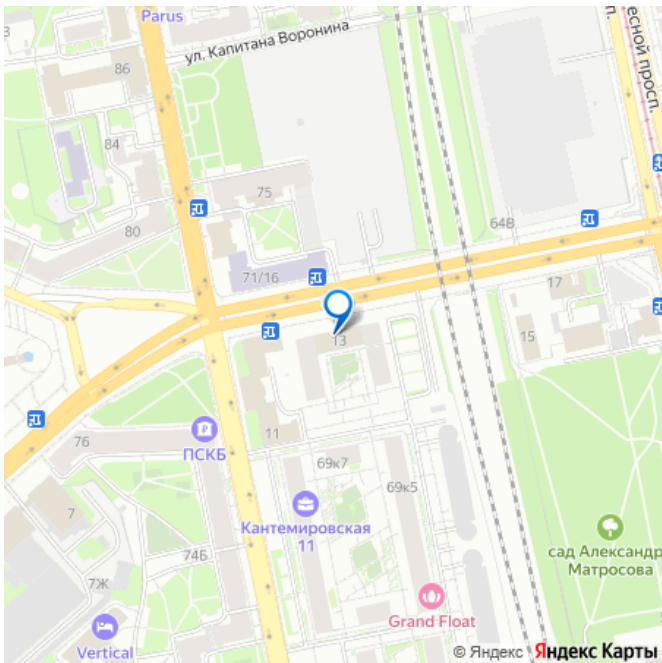 Parus
ул. Капитана Воронина
есной просп.
п.
86
84
75
80
64В
71/16
17
13
15
11
76
ПСКБ
69к7
69к5
7
Кантемировская
11
74Б
сад Александр
Матросова
7Ж
Grand Float
Vertical
© Яндекс Яндекс Карты